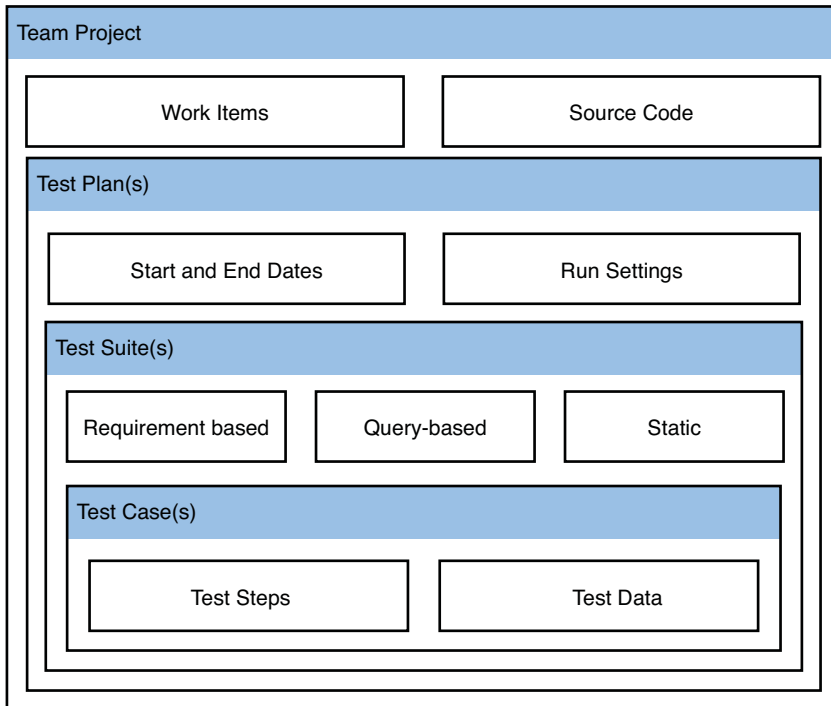 Team Project
Work Items
Source Code
Test Plan(s)
Start and End Dates
Run Settings
Test Suite(s)
Requirement based
Query-based
Static
Test Case(s)
Test Steps
Test Data